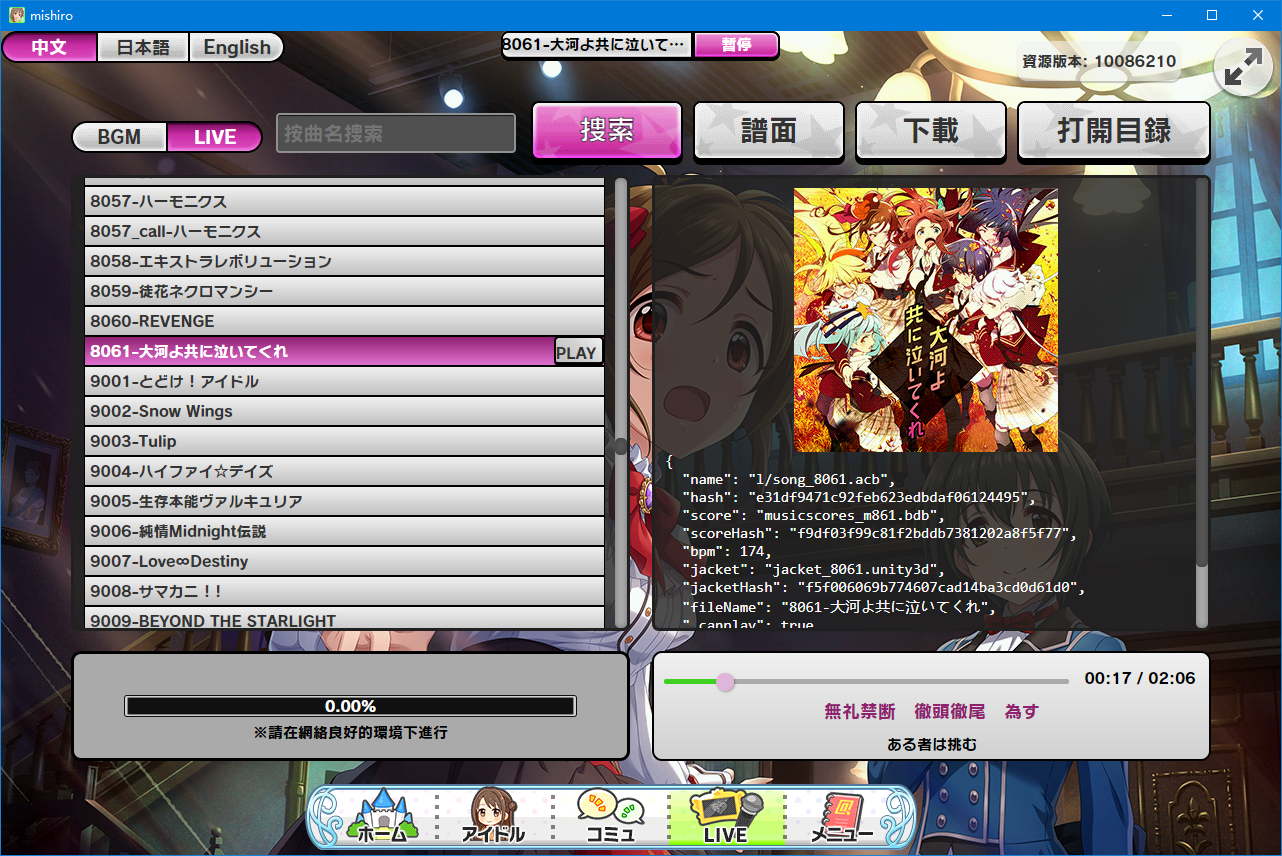 mishiro
中文 日本語 English
8061-大河よ共に泣いて… 暫停
資源版本: 10086210
BGM LIVE 按曲名捜索 捜索 譜面 下載 打開目録
8057-ハーモニクス
8057_call-ハーモニクス
8058-エキストラレボリューション
8059-徒花ネクロマンシー
8060-REVENGE
8061-大河よ共に泣いてくれ PLAY
9001-とどけ！アイドル
9002-Snow Wings
9003-Tulip
9004-ハイファイ☆デイズ
9005-生存本能ヴァルキュリア
9006-純情Midnight伝説
9007-Love∞Destiny
9008-サマカニ！！
9009-BEYOND THE STARLIGHT
大河よ
共に泣いてくれ
{
"name": "l/song_8061.acb",
"hash": "e31df9471c92feb623edbdaf06124495",
"score": "musicscores_m861.bdb",
"scoreHash": "f9df03f99c81f2bddb7381202a8f5f77",
"bpm": 174,
"jacket": "jacket_8061.unity3d",
"jacketHash": "f5f006069b774607cad14ba3cd0d61d0",
"fileName": "8061-大河よ共に泣いてくれ",
"_canplay": true
0.00%
※請在網絡良好的環境下進行
00:17 / 02:06
無礼禁断　徹頭徹尾　為す
ある者は挑む
ホーム アイドル コミュ LIVE メニュー